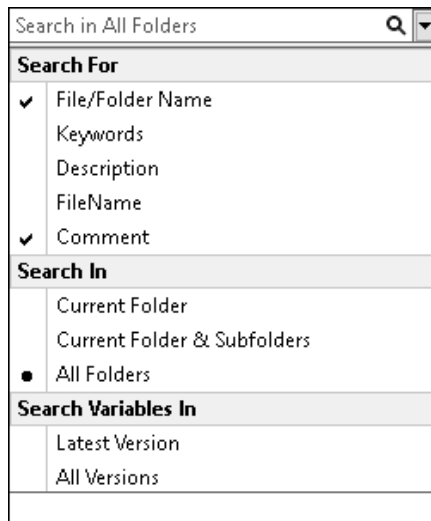 Search in All Folders
Search For
File/Folder Name
Keywords
Description
FileName
Comment
Search In
Current Folder
Current Folder & Subfolders
All Folders
Search Variables In
Latest Version
All Versions